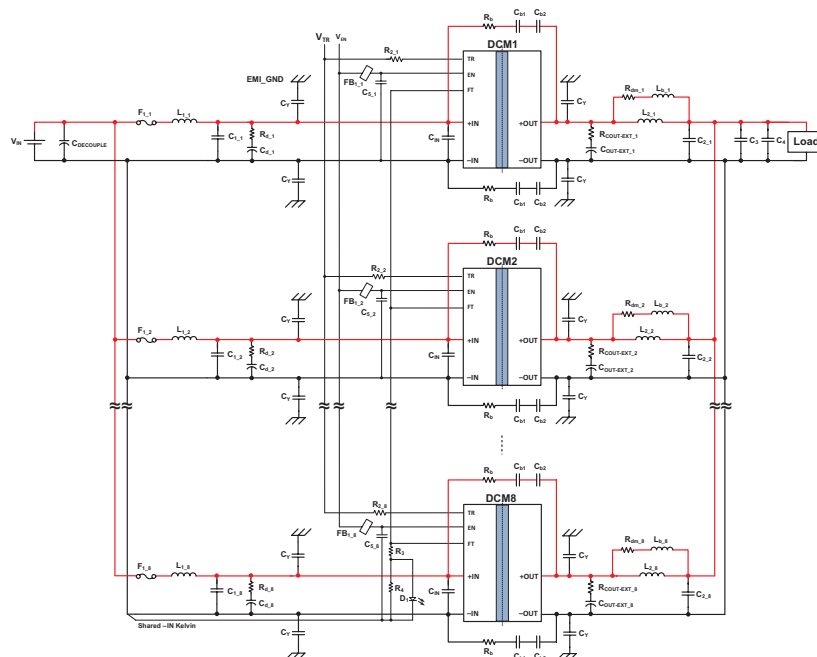 Rb Cb1 Cb2
VTR VEN
DCM1
R2_1
TR
FB1_1
EN
EMI_GND
C5_1
FT
CY
CY
Rdm_1 Lb_1
F1_1 L1_1
+IN +OUT
L2_1
VIN
CDECOUPLE
C1_1
Rd_1
Cd_1
CIN
RCOUT-EXT_1
COUT-EXT_1
C2_1 C3 C4
Load
–IN –OUT
CY
CY
Rb Cb1 Cb2
Rb Cb1 Cb2
DCM2
R2_2
TR
FB1_2
EN
C5_2
FT
CY
CY
Rdm_2 Lb_2
F1_2 L1_2
+IN +OUT
L2_2
C1_2
Rd_2
Cd_2
CIN
RCOUT-EXT_2
COUT-EXT_2
C2_2
–IN –OUT
CY
CY
Rb Cb1 Cb2
Rb Cb1 Cb2
DCM8
R2_8
TR
FB1_8
EN
C5_8
FT
R3
CY
CY
Rdm_8 Lb_8
F1_8 L1_8
+IN +OUT
L2_8
C1_8
Rd_8
Cd_8
R4
D1
CIN
RCOUT-EXT_8
COUT-EXT_8
C2_8
–IN –OUT
Shared –IN Kelvin
CY
CY
Rb Cb1 Cb2